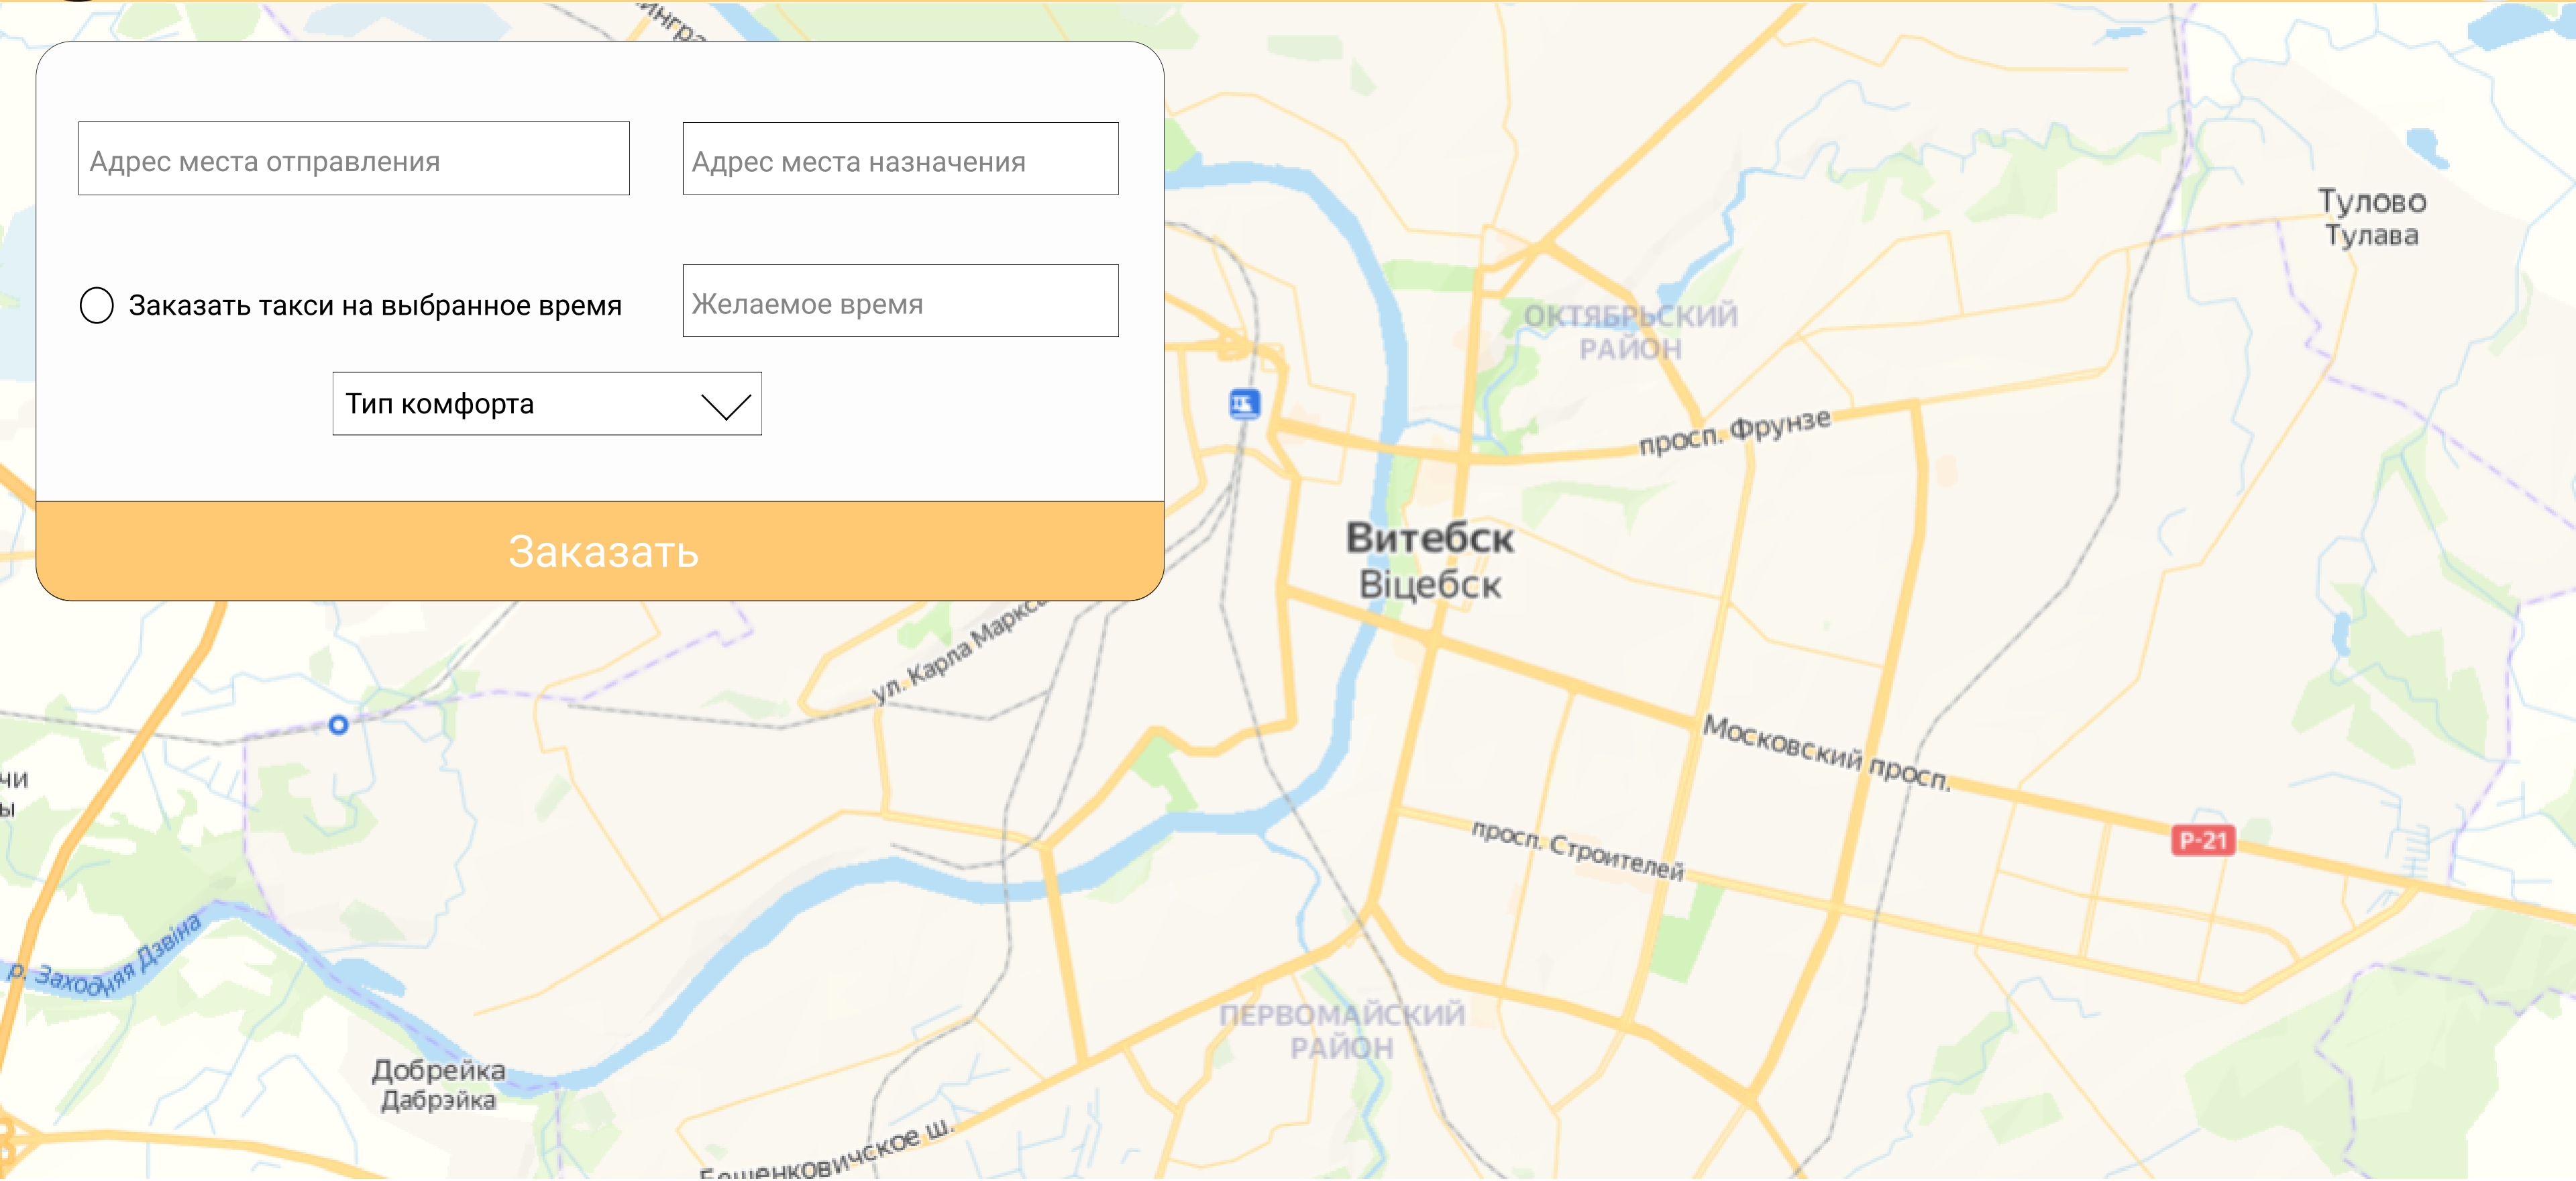 Адрес места отправления
Адрес места назначения
Заказать такси на выбранное время
Желаемое время
Тип комфорта
Заказать
Тулово
Тулава
ОКТЯБРЬСКИЙ
РАЙОН
просп. Фрунзе
Витебск
Віцебск
ул. Карла Маркса
Московский просп.
просп. Строителей
Р-21
р. Заходняя Дзвіна
ПЕРВОМАЙСКИЙ
РАЙОН
Добрейка
Дабрэйка
Бешенковичское ш.